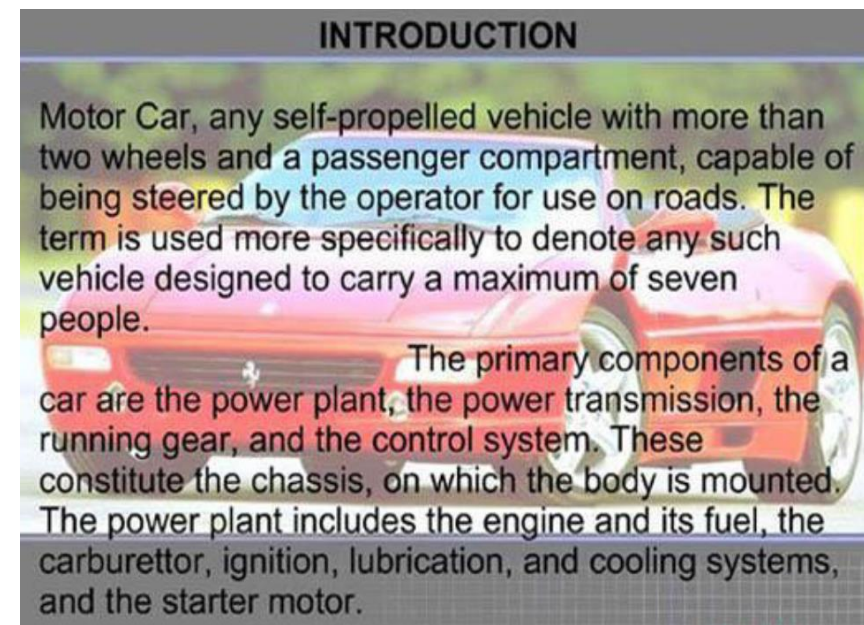 INTRODUCTION
Motor Car, any self-propelled vehicle with more than
two wheels and a passenger compartment, capable of
being steered by the operator for use on roads. The
term is used more specifically to denote any such
vehicle designed to carry a maximum of seven
people.
The primary components of a
car are the power plant, the power transmission, the
running gear, and the control system. These
constitute the chassis, on which the body is mounted.
The power plant includes the engine and its fuel, the
carburettor, ignition, lubrication, and cooling systems,
and the starter motor.